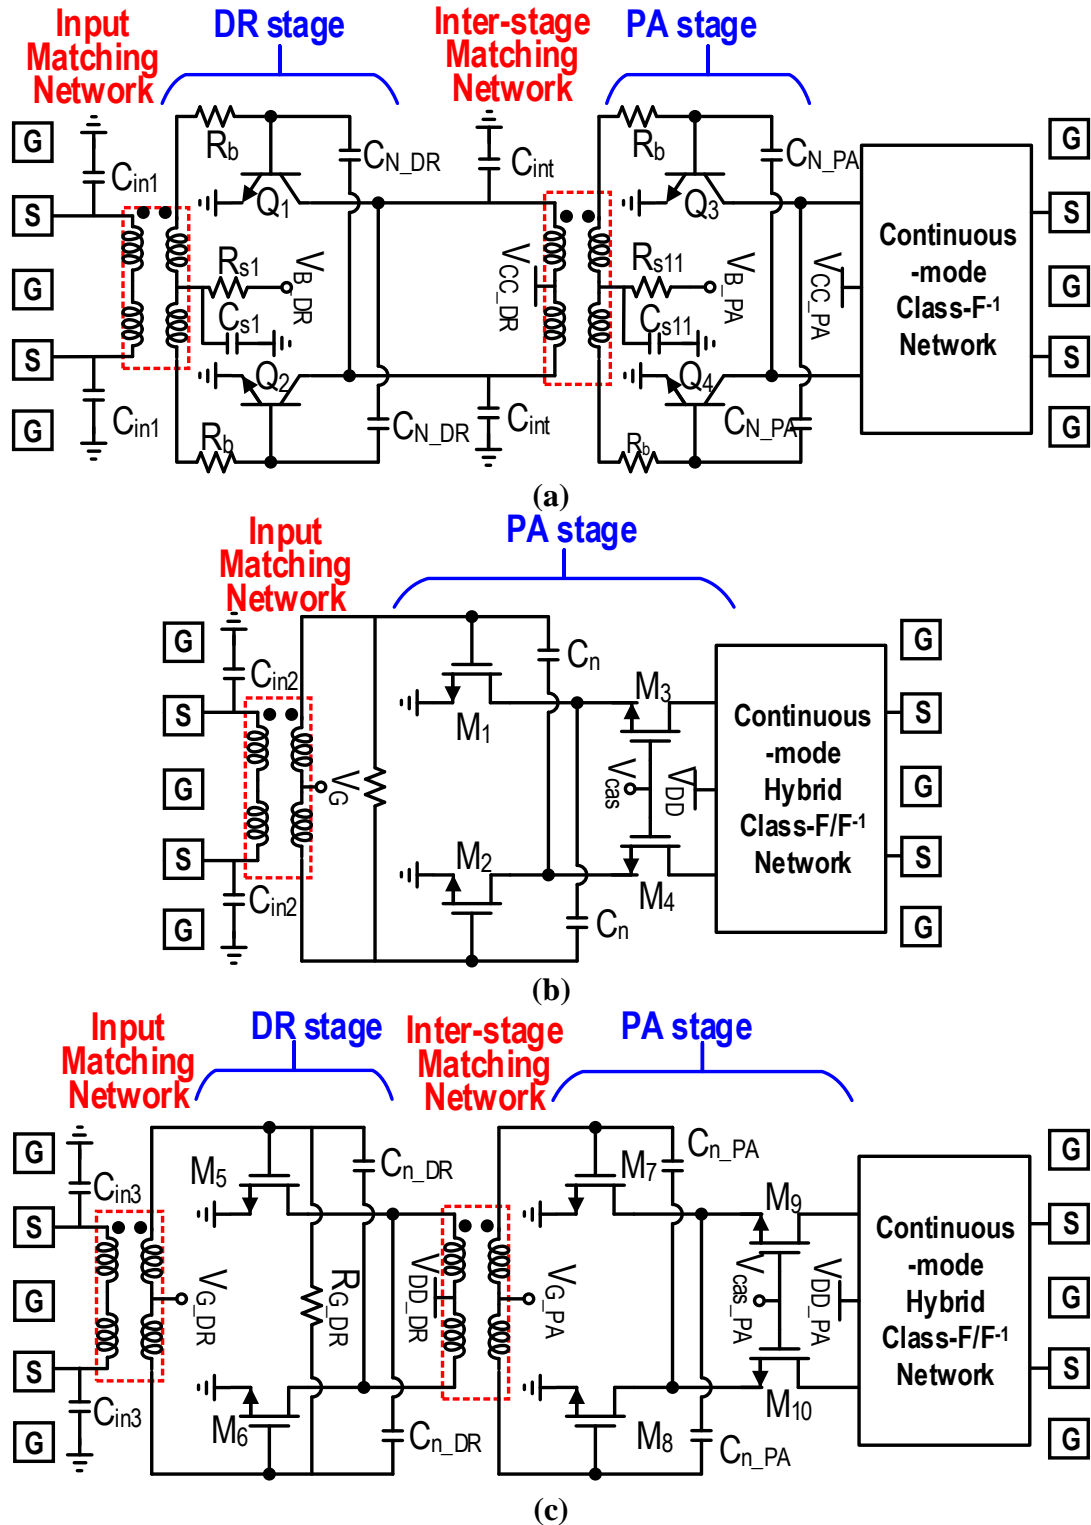 Input
Matching
Network
DR stage
Inter-stage
Matching
Network
PA stage
G
S
G
S
G
Cin1
Cin1
Rb
Rb
Q1
Q2
Rs1
Cs1
VB_DR
CN_DR
CN_DR
Cint
Cint
VCC_DR
Rb
Rb
Q3
Q4
Rs11
Cs11
VB_PA
CN_PA
CN_PA
VCC_PA
Continuous
-mode
Class-F-1
Network
G
S
G
S
G
(a)
Input
Matching
Network
PA stage
G
S
G
S
G
Cin2
Cin2
VG
M1
M2
Cn
Cn
M3
M4
Vcas
VDD
Continuous
-mode
Hybrid
Class-F/F-1
Network
G
S
G
S
G
(b)
Input
Matching
Network
DR stage
Inter-stage
Matching
Network
PA stage
G
S
G
S
G
Cin3
Cin3
VG_DR
M5
M6
RG_DR
Cn_DR
Cn_DR
VDD_DR
VG_PA
M7
M8
Cn_PA
Cn_PA
M9
M10
Vcas_PA
VDD_PA
Continuous
-mode
Hybrid
Class-F/F-1
Network
G
S
G
S
G
(c)